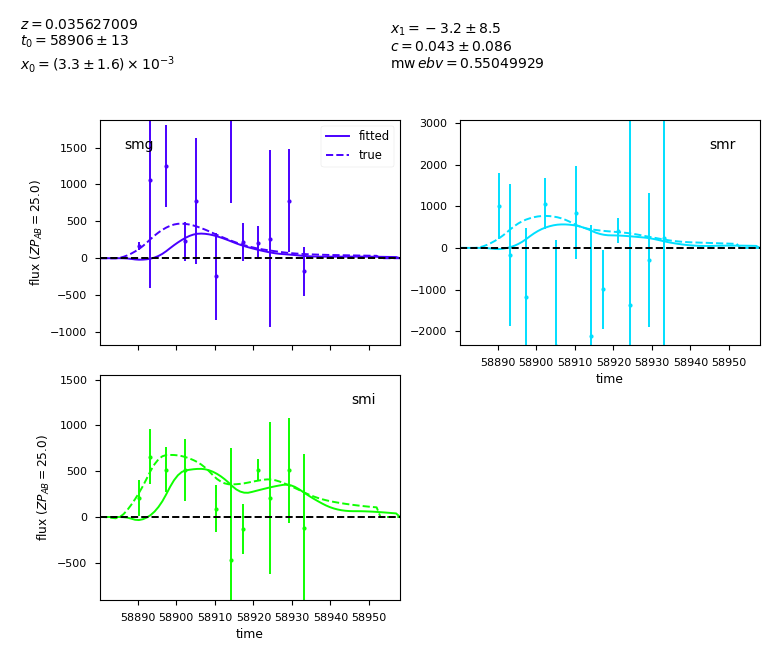 z = 0.035627009
t₀ = 58906 ± 13
x₀ = (3.3 ± 1.6) × 10⁻³
x₁ = −3.2 ± 8.5
c = 0.043 ± 0.086
mw ebv = 0.55049929
smg
fitted
true
1500
1000
500
0
−500
−1000
flux (ZP_AB = 25.0)
smr
3000
2000
1000
0
−1000
−2000
58890 58900 58910 58920 58930 58940 58950
time
smi
1500
1000
500
0
−500
flux (ZP_AB = 25.0)
58890 58900 58910 58920 58930 58940 58950
time